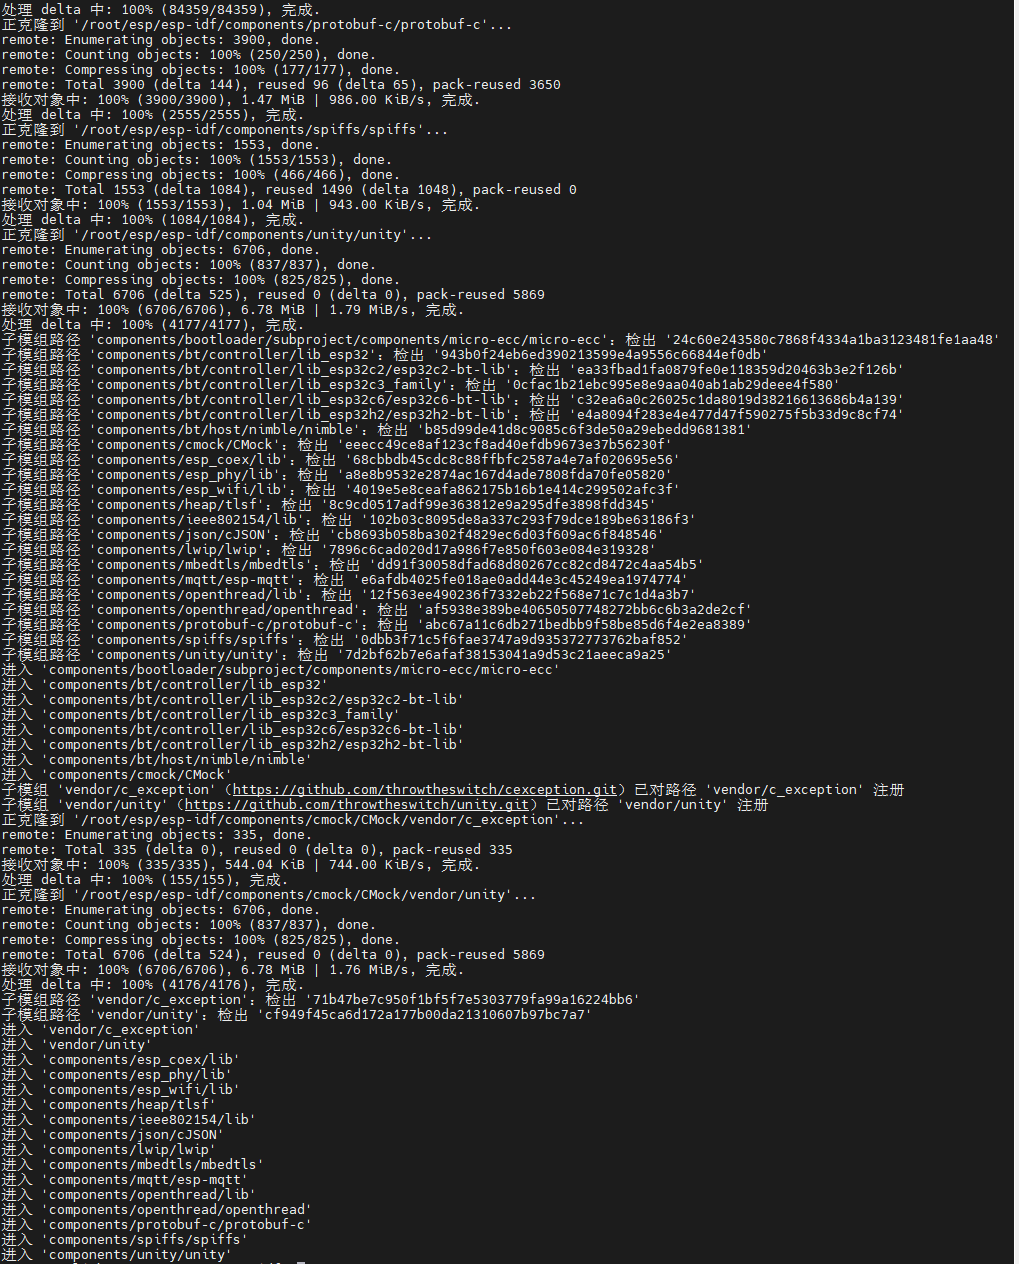 处理 delta 中: 100% (84359/84359), 完成.
正克隆到 '/root/esp/esp-idf/components/protobuf-c/protobuf-c'...
remote: Enumerating objects: 3900, done.
remote: Counting objects: 100% (250/250), done.
remote: Compressing objects: 100% (177/177), done.
remote: Total 3900 (delta 144), reused 96 (delta 65), pack-reused 3650
接收对象中: 100% (3900/3900), 1.47 MiB | 986.00 KiB/s, 完成.
处理 delta 中: 100% (2555/2555), 完成.
正克隆到 '/root/esp/esp-idf/components/spiffs/spiffs'...
remote: Enumerating objects: 1553, done.
remote: Counting objects: 100% (1553/1553), done.
remote: Compressing objects: 100% (466/466), done.
remote: Total 1553 (delta 1084), reused 1490 (delta 1048), pack-reused 0
接收对象中: 100% (1553/1553), 1.04 MiB | 943.00 KiB/s, 完成.
处理 delta 中: 100% (1084/1084), 完成.
正克隆到 '/root/esp/esp-idf/components/unity/unity'...
remote: Enumerating objects: 6706, done.
remote: Counting objects: 100% (837/837), done.
remote: Compressing objects: 100% (825/825), done.
remote: Total 6706 (delta 525), reused 0 (delta 0), pack-reused 5869
接收对象中: 100% (6706/6706), 6.78 MiB | 1.79 MiB/s, 完成.
处理 delta 中: 100% (4177/4177), 完成.
子模组路径 'components/bootloader/subproject/components/micro-ecc/micro-ecc'：检出 '24c60e243580c7868f4334a1ba3123481fe1aa48'
子模组路径 'components/bt/controller/lib_esp32'：检出 '943b0f24eb6ed390213599e4a9556c66844ef0db'
子模组路径 'components/bt/controller/lib_esp32c2/esp32c2-bt-lib'：检出 'ea33fbad1fa0879fe0e118359d20463b3e2f126b'
子模组路径 'components/bt/controller/lib_esp32c3_family'：检出 '0cfac1b21ebc995e8e9aa040ab1ab29deee4f580'
子模组路径 'components/bt/controller/lib_esp32c6/esp32c6-bt-lib'：检出 'c32ea6a0c26025c1da8019d38216613686b4a139'
子模组路径 'components/bt/controller/lib_esp32h2/esp32h2-bt-lib'：检出 'e4a8094f283e4e477d47f590275f5b33d9c8cf74'
子模组路径 'components/bt/host/nimble/nimble'：检出 'b85d99de41d8c9085c6f3de50a29ebedd9681381'
子模组路径 'components/cmock/CMock'：检出 'eeecc49ce8af123cf8ad40efdb9673e37b56230f'
子模组路径 'components/esp_coex/lib'：检出 '68cbbdb45cdc8c88ffbfc2587a4e7af020695e56'
子模组路径 'components/esp_phy/lib'：检出 'a8e8b9532e2874ac167d4ade7808fda70fe05820'
子模组路径 'components/esp_wifi/lib'：检出 '4019e5e8ceafa862175b16b1e414c299502afc3f'
子模组路径 'components/heap/tlsf'：检出 '8c9cd0517adf99e363812e9a295dfe3898fdd345'
子模组路径 'components/ieee802154/lib'：检出 '102b03c8095de8a337c293f79dce189be63186f3'
子模组路径 'components/json/cJSON'：检出 'cb8693b058ba302f4829ec6d03f609ac6f848546'
子模组路径 'components/lwip/lwip'：检出 '7896c6cad020d17a986f7e850f603e084e319328'
子模组路径 'components/mbedtls/mbedtls'：检出 'dd91f30058dfad68d80267cc82cd8472c4aa54b5'
子模组路径 'components/mqtt/esp-mqtt'：检出 'e6afdb4025fe018ae0add44e3c45249ea1974774'
子模组路径 'components/openthread/lib'：检出 '12f563ee490236f7332eb22f568e71c7c1d4a3b7'
子模组路径 'components/openthread/openthread'：检出 'af5938e389be40650507748272bb6c6b3a2de2cf'
子模组路径 'components/protobuf-c/protobuf-c'：检出 'abc67a11c6db271bedbb9f58be85d6f4e2ea8389'
子模组路径 'components/spiffs/spiffs'：检出 '0dbb3f71c5f6fae3747a9d935372773762baf852'
子模组路径 'components/unity/unity'：检出 '7d2bf62b7e6afaf38153041a9d53c21aeeca9a25'
进入 'components/bootloader/subproject/components/micro-ecc/micro-ecc'
进入 'components/bt/controller/lib_esp32'
进入 'components/bt/controller/lib_esp32c2/esp32c2-bt-lib'
进入 'components/bt/controller/lib_esp32c3_family'
进入 'components/bt/controller/lib_esp32c6/esp32c6-bt-lib'
进入 'components/bt/controller/lib_esp32h2/esp32h2-bt-lib'
进入 'components/bt/host/nimble/nimble'
进入 'components/cmock/CMock'
子模组 'vendor/c_exception'（https://github.com/throwtheswitch/cexception.git）已对路径 'vendor/c_exception' 注册
子模组 'vendor/unity'（https://github.com/throwtheswitch/unity.git）已对路径 'vendor/unity' 注册
正克隆到 '/root/esp/esp-idf/components/cmock/CMock/vendor/c_exception'...
remote: Enumerating objects: 335, done.
remote: Total 335 (delta 0), reused 0 (delta 0), pack-reused 335
接收对象中: 100% (335/335), 544.04 KiB | 744.00 KiB/s, 完成.
处理 delta 中: 100% (155/155), 完成.
正克隆到 '/root/esp/esp-idf/components/cmock/CMock/vendor/unity'...
remote: Enumerating objects: 6706, done.
remote: Counting objects: 100% (837/837), done.
remote: Compressing objects: 100% (825/825), done.
remote: Total 6706 (delta 524), reused 0 (delta 0), pack-reused 5869
接收对象中: 100% (6706/6706), 6.78 MiB | 1.76 MiB/s, 完成.
处理 delta 中: 100% (4176/4176), 完成.
子模组路径 'vendor/c_exception'：检出 '71b47be7c950f1bf5f7e5303779fa99a16224bb6'
子模组路径 'vendor/unity'：检出 'cf949f45ca6d172a177b00da21310607b97bc7a7'
进入 'vendor/c_exception'
进入 'vendor/unity'
进入 'components/esp_coex/lib'
进入 'components/esp_phy/lib'
进入 'components/esp_wifi/lib'
进入 'components/heap/tlsf'
进入 'components/ieee802154/lib'
进入 'components/json/cJSON'
进入 'components/lwip/lwip'
进入 'components/mbedtls/mbedtls'
进入 'components/mqtt/esp-mqtt'
进入 'components/openthread/lib'
进入 'components/openthread/openthread'
进入 'components/protobuf-c/protobuf-c'
进入 'components/spiffs/spiffs'
进入 'components/unity/unity'